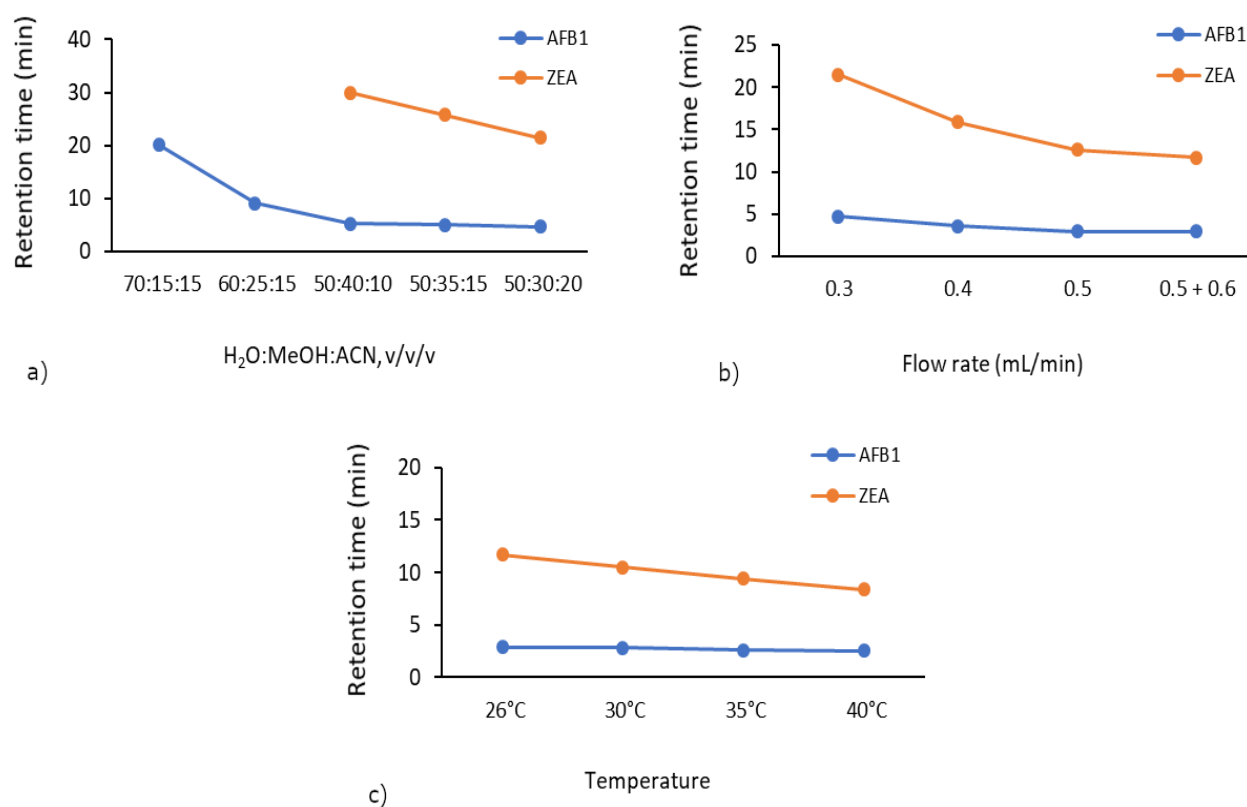 Retention time (min)
40
30
20
10
0
AFB1
ZEA
70:15:15 60:25:15 50:40:10 50:35:15 50:30:20
H₂O:MeOH:ACN, v/v/v
a)
Retention time (min)
25
20
15
10
5
0
AFB1
ZEA
0.3 0.4 0.5 0.5 + 0.6
Flow rate (mL/min)
b)
Retention time (min)
20
15
10
5
0
AFB1
ZEA
26°C 30°C 35°C 40°C
Temperature
c)